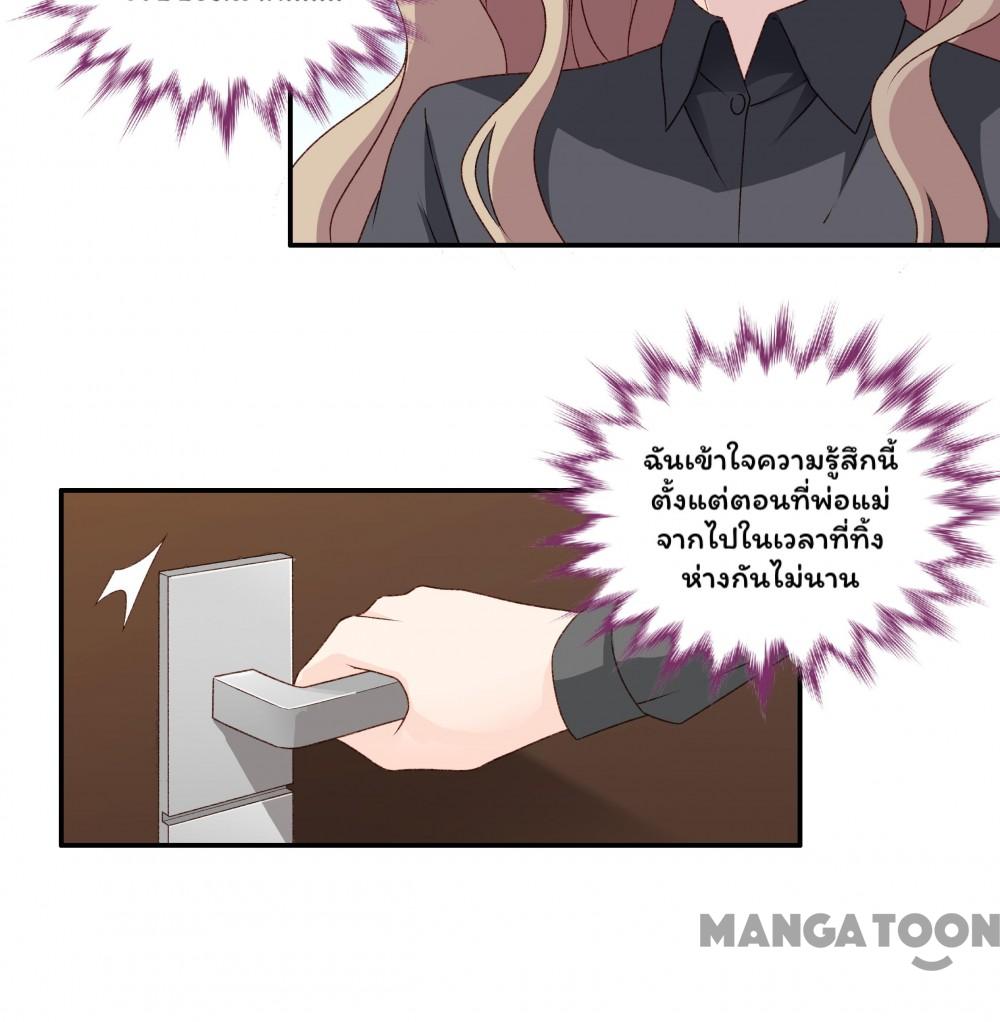 ฉันเข้าใจความรู้สึกนี้
ตั้งแต่ตอนที่พ่อแม่
จากไปในเวลาที่ทิ้ง
ห่างกันไม่นาน
MANGATOON